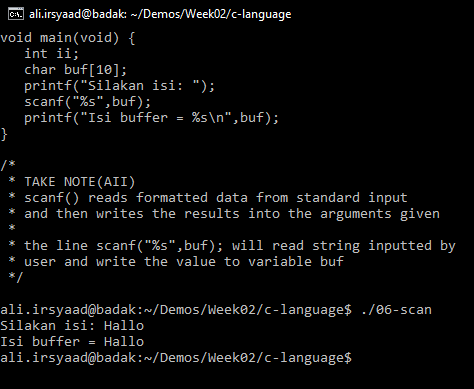 ali.irsyaad@badak: ~/Demos/Week02/c-language
void main(void) {
   int ii;
   char buf[10];
   printf("Silakan isi: ");
   scanf("%s",buf);
   printf("Isi buffer = %s\n",buf);
}

/*
 * TAKE NOTE(AII)
 * scanf() reads formatted data from standard input
 * and then writes the results into the arguments given
 *
 * the line scanf("%s",buf); will read string inputted by
 * user and write the value to variable buf
 */

ali.irsyaad@badak:~/Demos/Week02/c-language$ ./06-scan
Silakan isi: Hallo
Isi buffer = Hallo
ali.irsyaad@badak:~/Demos/Week02/c-language$